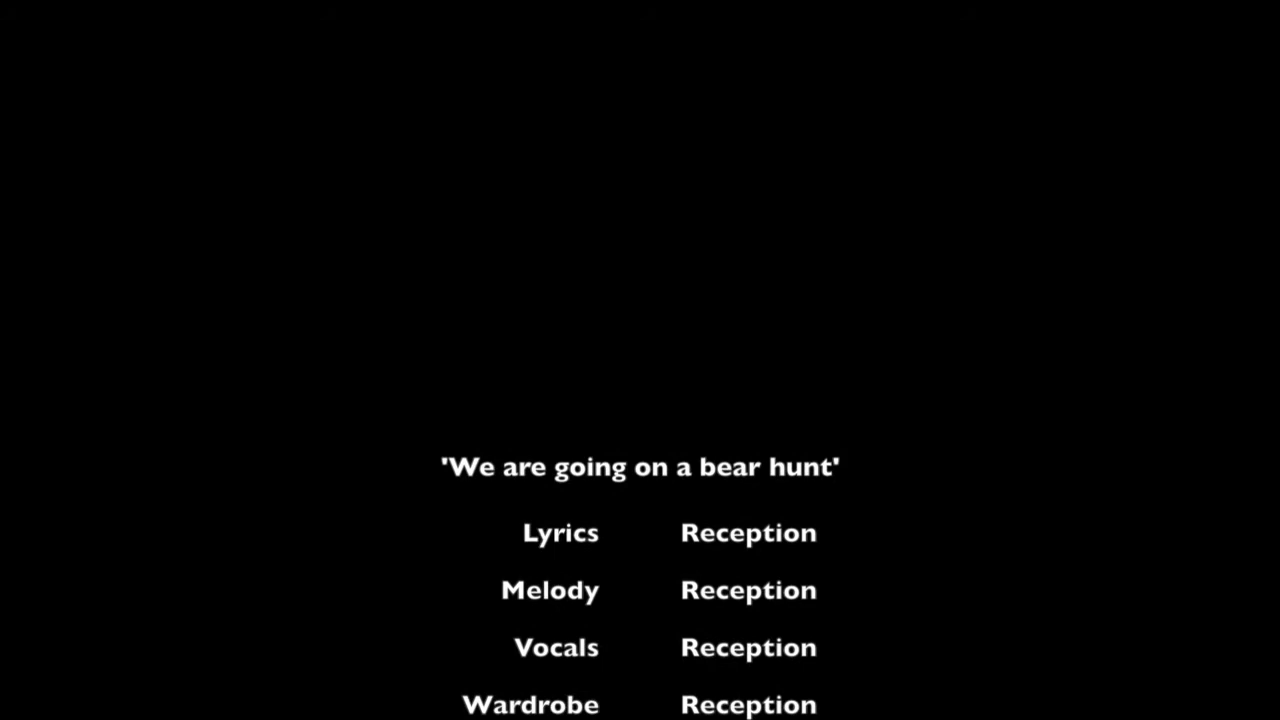 'We are going on a bear hunt'
Lyrics Reception
Melody Reception
Vocals Reception
Wardrobe Reception